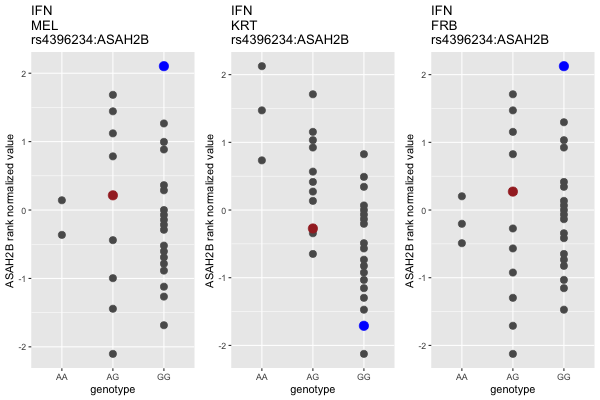 IFN
MEL
rs4396234:ASAH2B
ASAH2B rank normalized value
2
1
0
-1
-2
AA AG GG
genotype
IFN
KRT
rs4396234:ASAH2B
ASAH2B rank normalized value
2
1
0
-1
-2
AA AG GG
genotype
IFN
FRB
rs4396234:ASAH2B
ASAH2B rank normalized value
2
1
0
-1
-2
AA AG GG
genotype